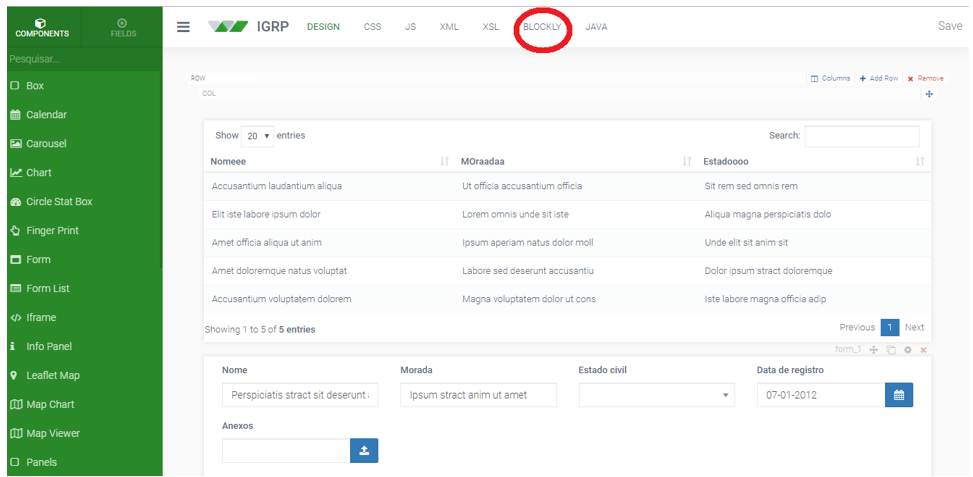 COMPONENTS
FIELDS
IGRP
DESIGN
CSS
JS
XML
XSL
BLOCKLY
JAVA
Save
Pesquisar...
Box
Calendar
Carousel
Chart
Circle Stat Box
Finger Print
Form
Form List
Iframe
Info Panel
Leaflet Map
Map Chart
Map Viewer
Panels
ROW
Columns
Add Row
Remove
COL
Show 20 entries
Search:
Nomeee MOraadaa Estadoooo
Accusantium laudantium aliqua Ut officia accusantium officia Sit rem sed omnis rem
Elit iste labore ipsum dolor Lorem omnis unde sit iste Aliqua magna perspiciatis dolo
Amet officia aliqua ut anim Ipsum aperiam natus dolor moll Unde elit sit anim sit
Amet doloremque natus voluptat Labore sed deserunt accusantiu Dolor ipsum stract doloremque
Accusantium voluptatem dolorem Magna voluptatem dolor ut cons Iste labore magna officia adip
Showing 1 to 5 of 5 entries
Previous 1 Next
form_1
Nome Morada Estado civil Data de registro
Perspiciatis stract sit deserunt Ipsum stract anim ut amet 07-01-2012
Anexos